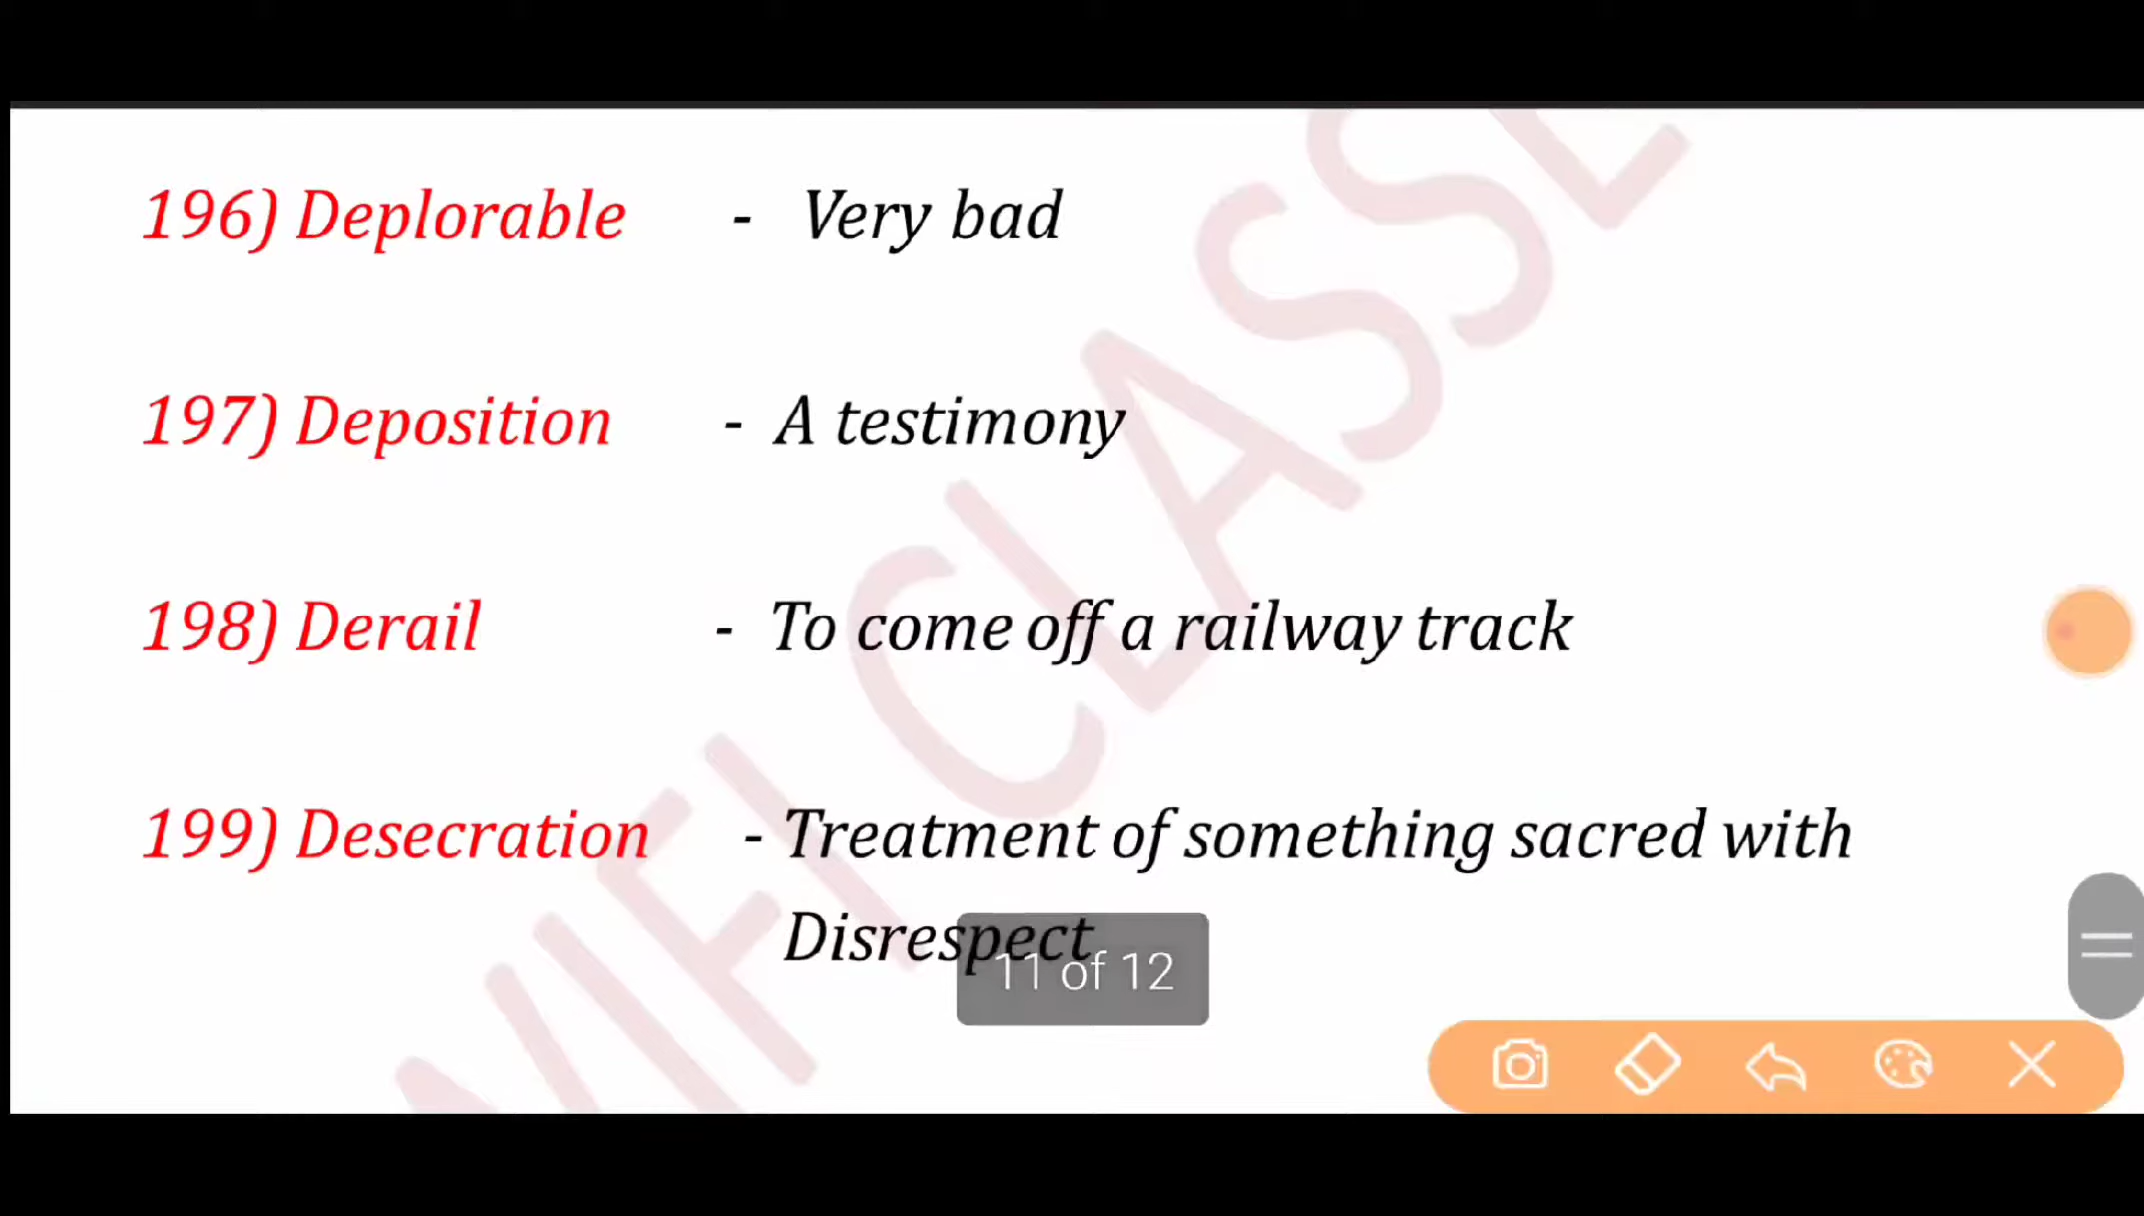 196) Deplorable - Very bad
197) Deposition - A testimony
198) Derail - To come off a railway track
199) Desecration - Treatment of something sacred with
Disrespect
11 of 12
CLASSE